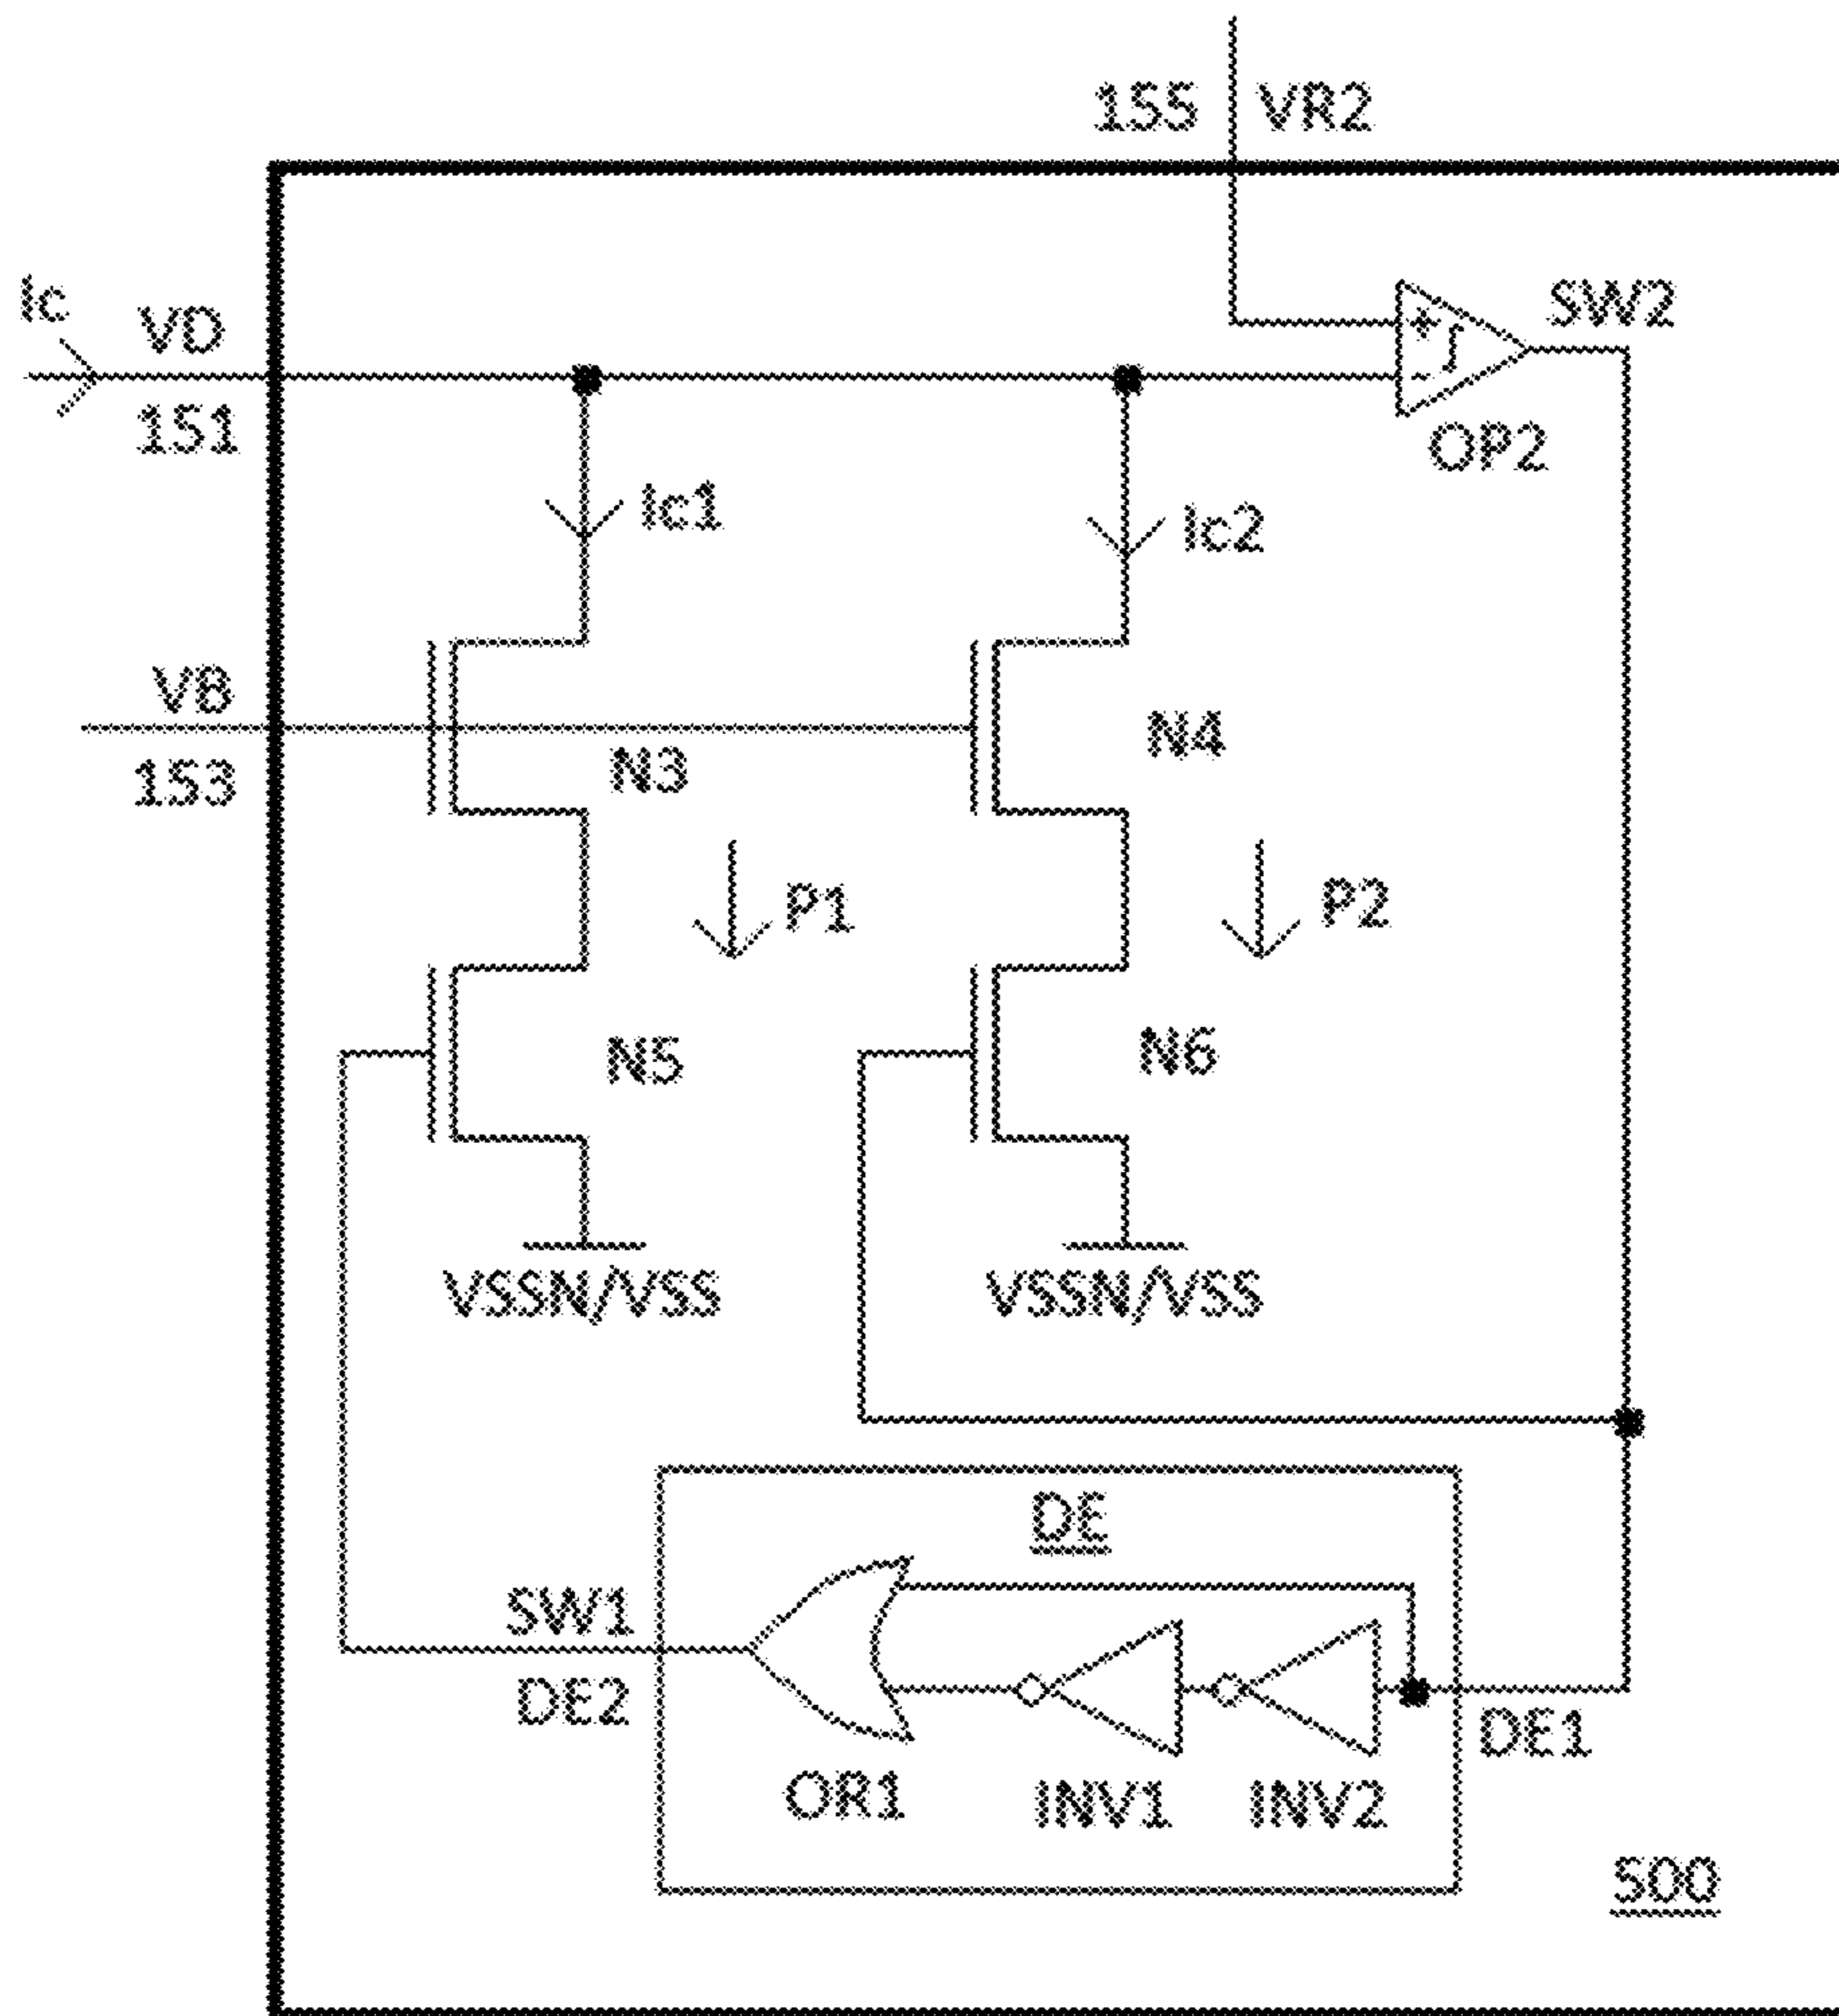 155 VR2
Ic
VD
SW2
+
-
151
OP2
Ic1
Ic2
VB
N4
N3
153
P1
P2
N5
N6
VSSN/VSS
VSSN/VSS
DE
SW1
DE2
DE1
OR1
INV1
INV2
500